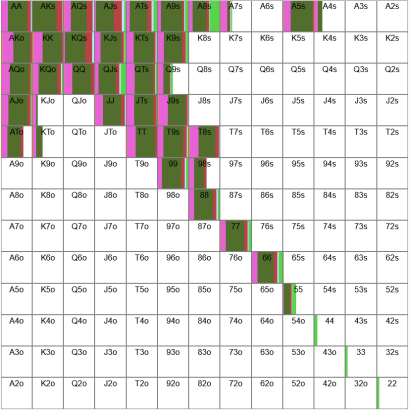 AA AKs AQs AJs ATs A9s A8s A7s A6s A5s A4s A3s A2s
AKo KK KQs KJs KTs K9s K8s K7s K6s K5s K4s K3s K2s
AQo KQo QQ QJs QTs Q9s Q8s Q7s Q6s Q5s Q4s Q3s Q2s
AJo KJo QJo JJ JTs J9s J8s J7s J6s J5s J4s J3s J2s
ATo KTo QTo JTo TT T9s T8s T7s T6s T5s T4s T3s T2s
A9o K9o Q9o J9o T9o 99 98s 97s 96s 95s 94s 93s 92s
A8o K8o Q8o J8o T8o 98o 88 87s 86s 85s 84s 83s 82s
A7o K7o Q7o J7o T7o 97o 87o 77 76s 75s 74s 73s 72s
A6o K6o Q6o J6o T6o 96o 86o 76o 66 65s 64s 63s 62s
A5o K5o Q5o J5o T5o 95o 85o 75o 65o 55 54s 53s 52s
A4o K4o Q4o J4o T4o 94o 84o 74o 64o 54o 44 43s 42s
A3o K3o Q3o J3o T3o 93o 83o 73o 63o 53o 43o 33 32s
A2o K2o Q2o J2o T2o 92o 82o 72o 62o 52o 42o 32o 22